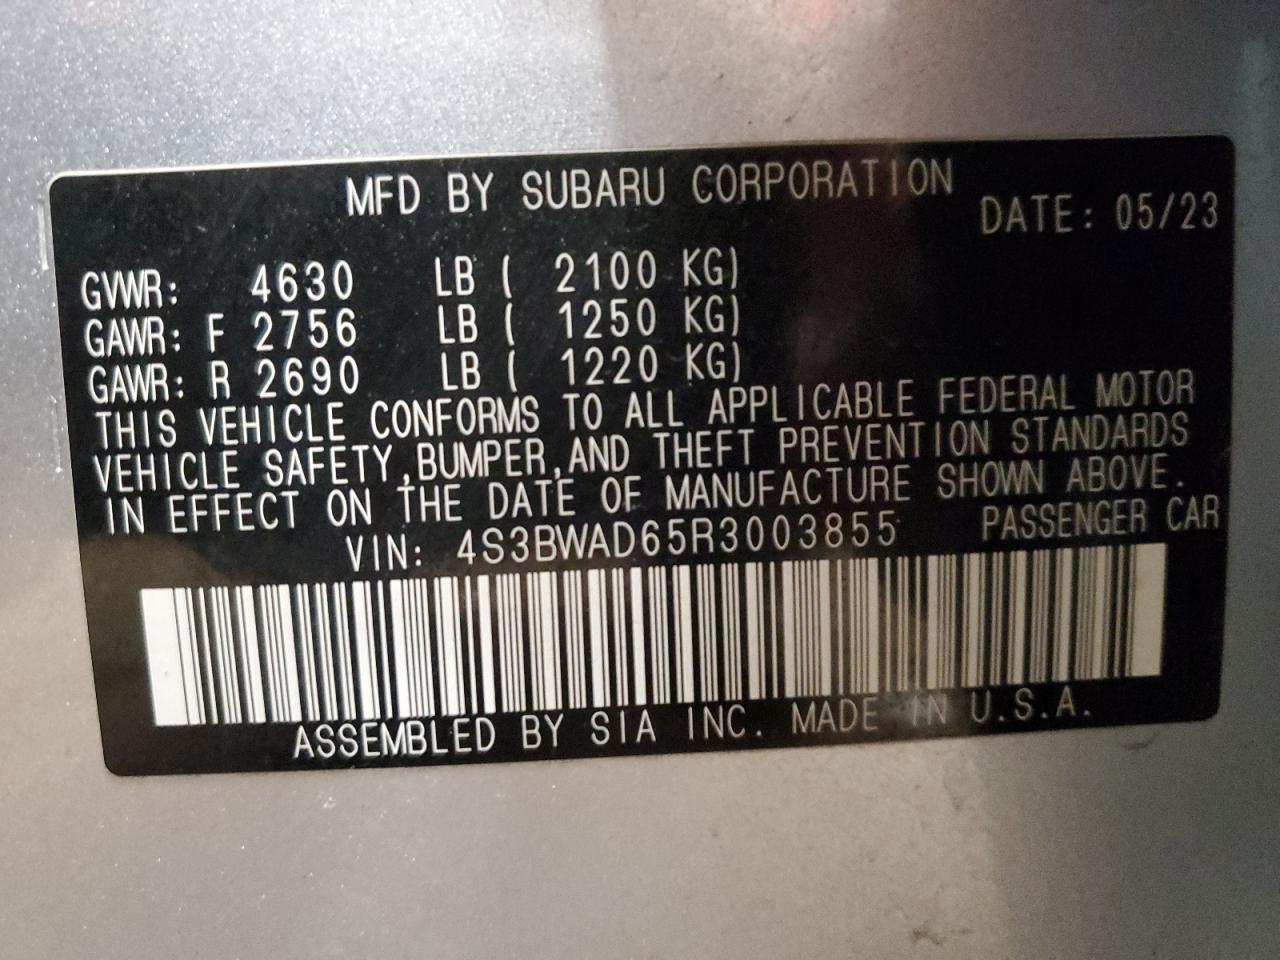 MFD BY SUBARU CORPORATION
DATE: 05/23
GVWR: 4630 LB ( 2100 KG)
GAWR: F 2756 LB ( 1250 KG)
GAWR: R 2690 LB ( 1220 KG)
THIS VEHICLE CONFORMS TO ALL APPLICABLE FEDERAL MOTOR
VEHICLE SAFETY,BUMPER,AND THEFT PREVENTION STANDARDS
IN EFFECT ON THE DATE OF MANUFACTURE SHOWN ABOVE.
VIN: 4S3BWAD65R3003855 PASSENGER CAR
ASSEMBLED BY SIA INC. MADE IN U.S.A.